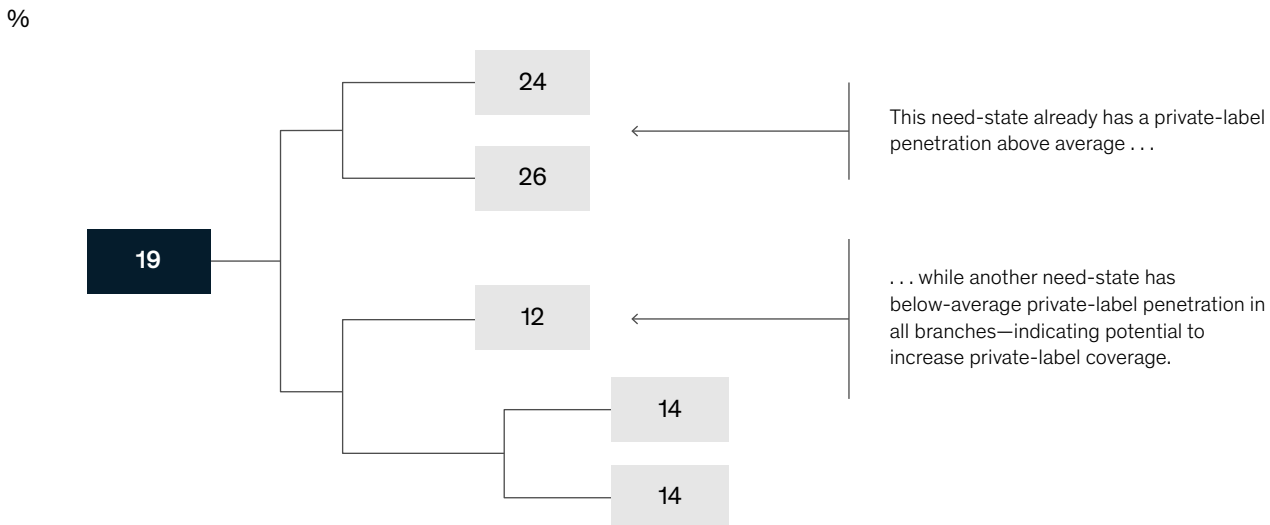 %
24
This need-state already has a private-label
penetration above average . . .
26
19
. . . while another need-state has
below-average private-label penetration in
all branches—indicating potential to
increase private-label coverage.
12
14
14